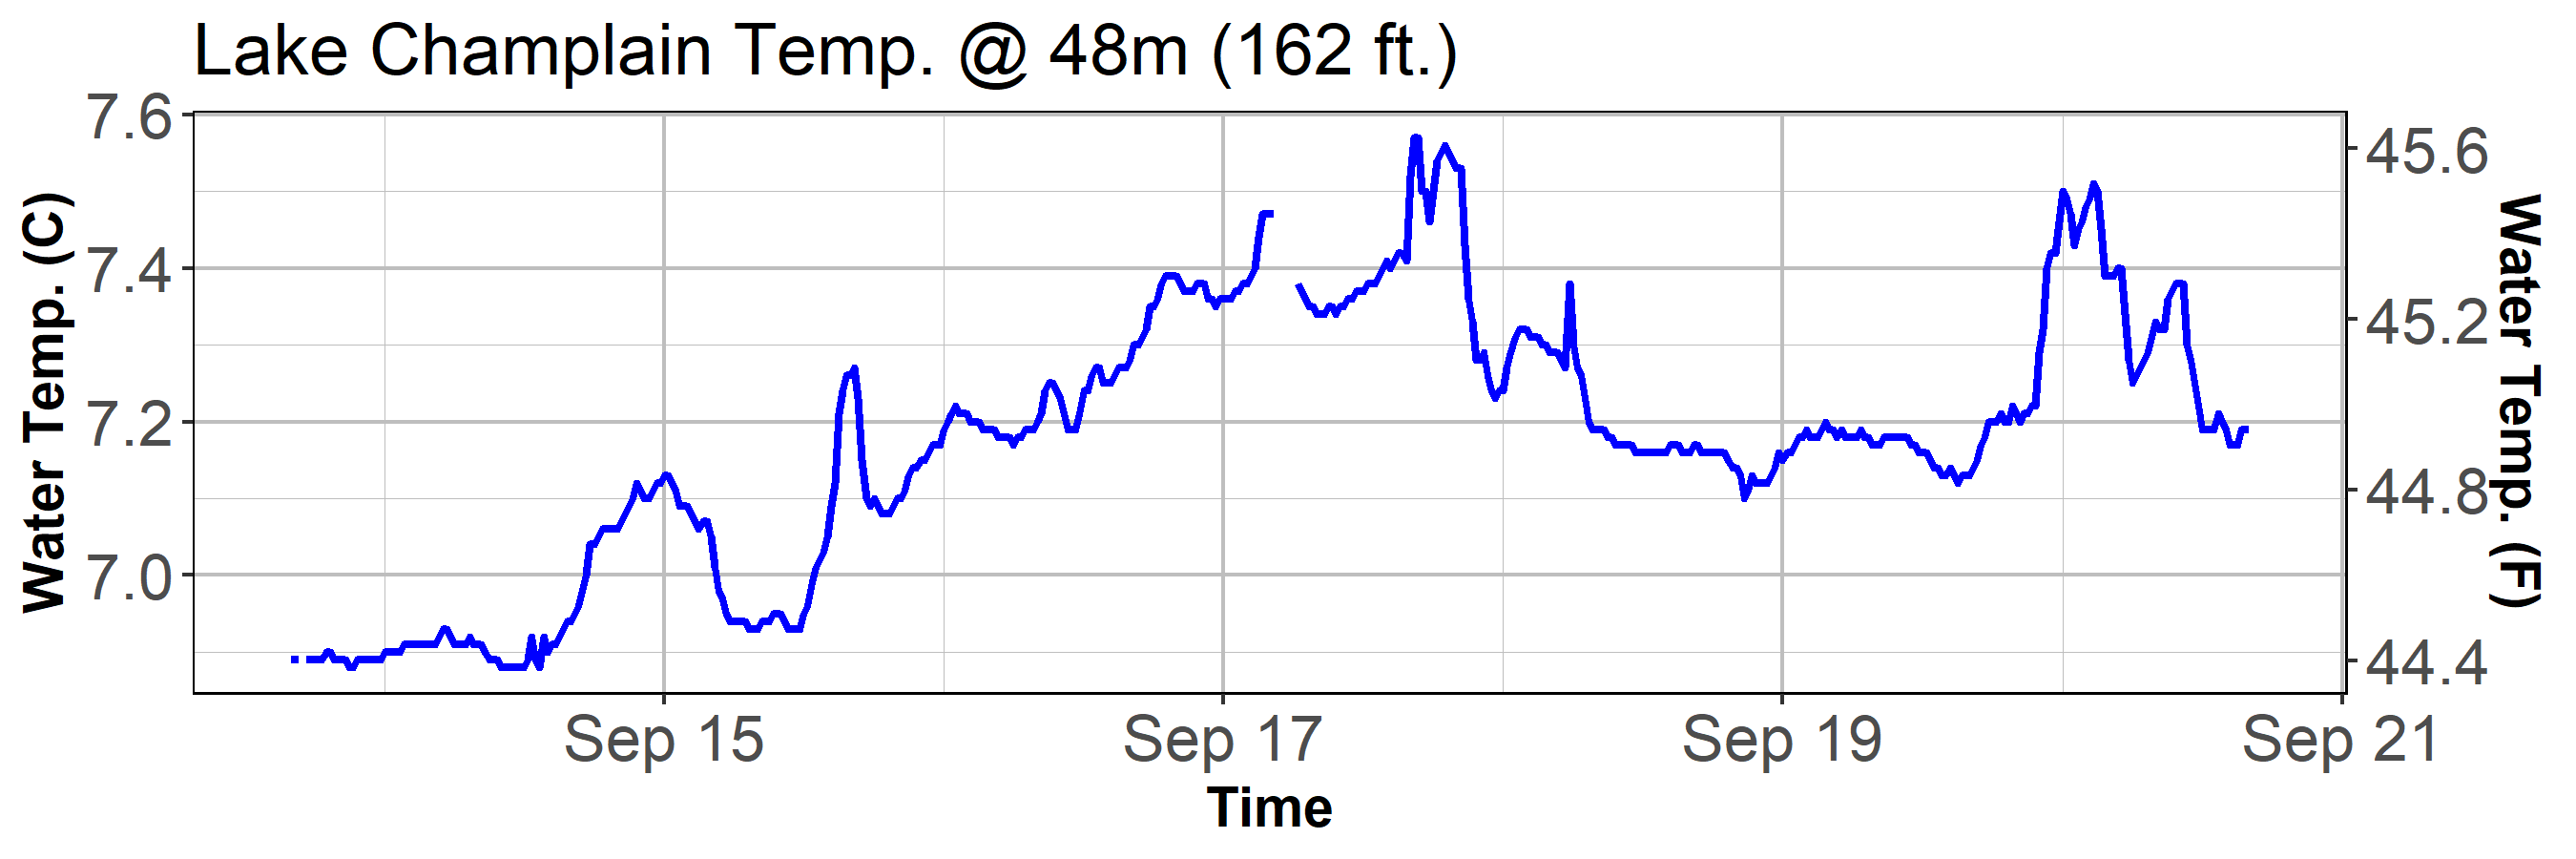 Lake Champlain Temp. @ 48m (162 ft.)
7.6
7.4
7.2
7.0
Water Temp. (C)
45.6
45.2
44.8
44.4
Water Temp. (F)
Sep 15 Sep 17 Sep 19 Sep 21
Time